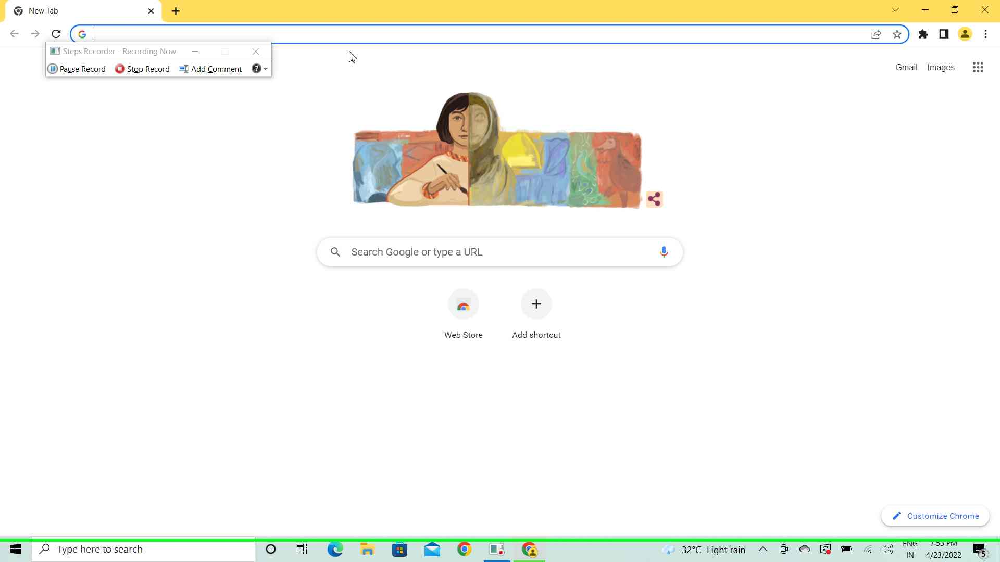 New Tab
Steps Recorder - Recording Now
Pause Record Stop Record Add Comment
Gmail Images
Search Google or type a URL
Web Store Add shortcut
Customize Chrome
Type here to search
32°C Light rain
ENG
IN
7:53 PM
4/23/2022
5